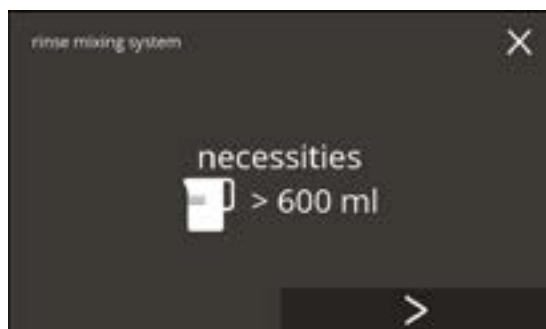 rinse mixing system
necessities
> 600 ml